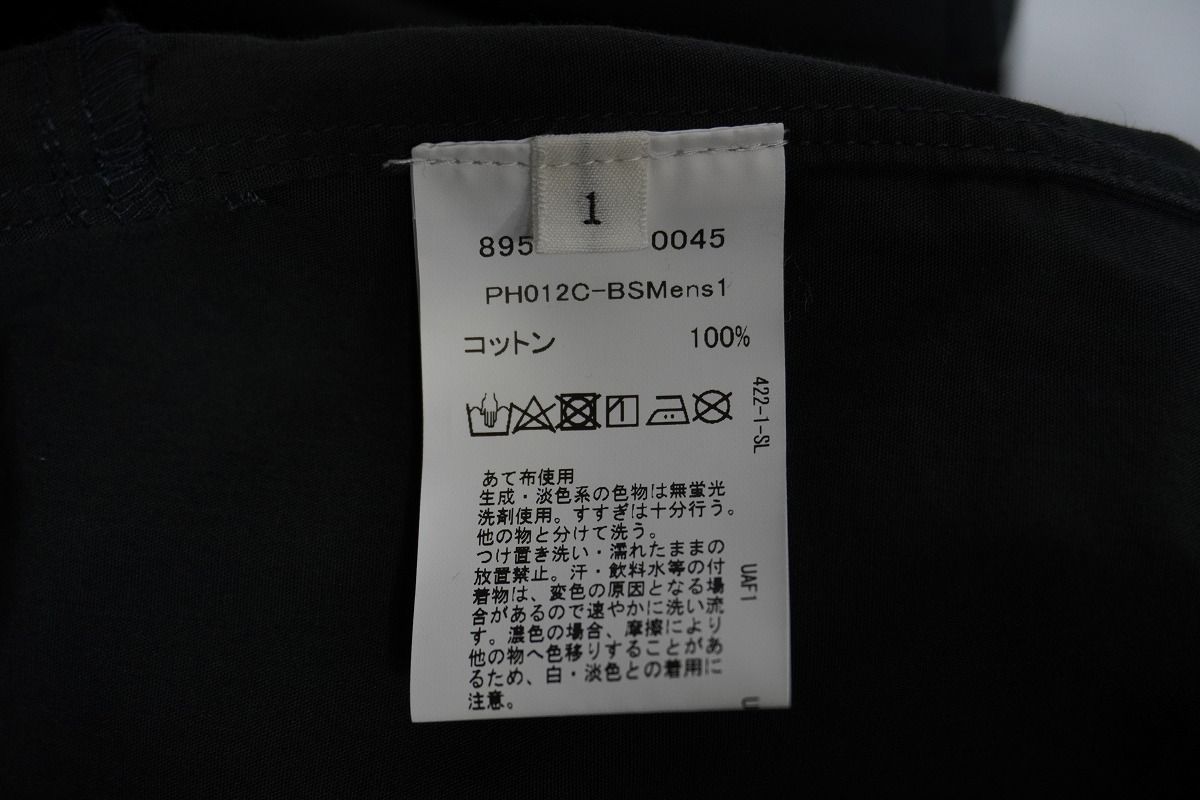 1
895 0045
PH012C-BSMens1
コットン 100%
422-1-SL
あて布使用
生成・淡色系の色物は無蛍光
洗剤使用。すすぎは十分行う。
他の物と分けて洗う。
つけ置き洗い・濡れたままの
放置禁止。汗・飲料水等の付
着物は、変色の原因となる場
合があるので速やかに洗い流
す。濃色の場合、摩擦により
他の物へ色移りすることがあ
るため、白・淡色との着用に
注意。
UAF1